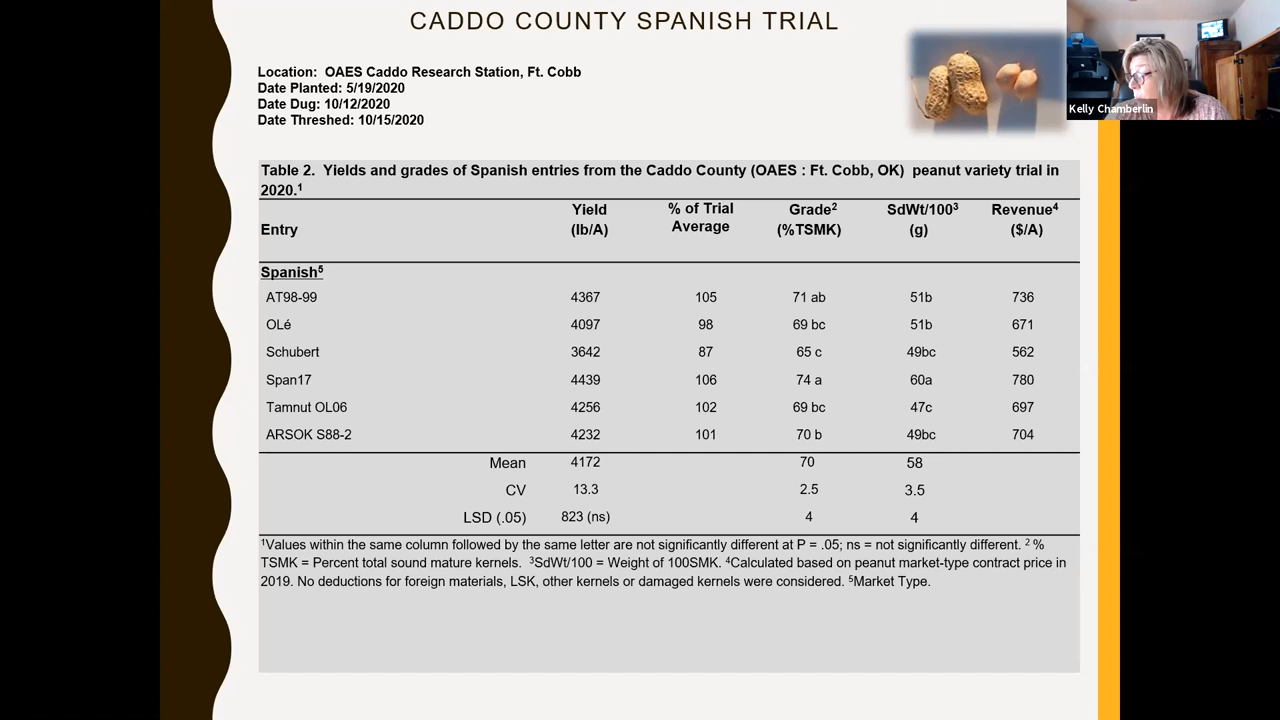 CADDO COUNTY SPANISH TRIAL
Kelly Chamberlin
Location: OAES Caddo Research Station, Ft. Cobb
Date Planted: 5/19/2020
Date Dug: 10/12/2020
Date Threshed: 10/15/2020
Table 2. Yields and grades of Spanish entries from the Caddo County (OAES : Ft. Cobb, OK) peanut variety trial in
2020.¹
Entry Yield (lb/A) % of Trial Average Grade² (%TSMK) SdWt/100³ (g) Revenue⁴ ($/A)
Spanish⁵
AT98-99 4367 105 71 ab 51b 736
OLé 4097 98 69 bc 51b 671
Schubert 3642 87 65 c 49bc 562
Span17 4439 106 74 a 60a 780
Tamnut OL06 4256 102 69 bc 47c 697
ARSOK S88-2 4232 101 70 b 49bc 704
Mean 4172 70 58
CV 13.3 2.5 3.5
LSD (.05) 823 (ns) 4 4
¹Values within the same column followed by the same letter are not significantly different at P = .05; ns = not significantly different. ² %
TSMK = Percent total sound mature kernels. ³SdWt/100 = Weight of 100SMK. ⁴Calculated based on peanut market-type contract price in
2019. No deductions for foreign materials, LSK, other kernels or damaged kernels were considered. ⁵Market Type.